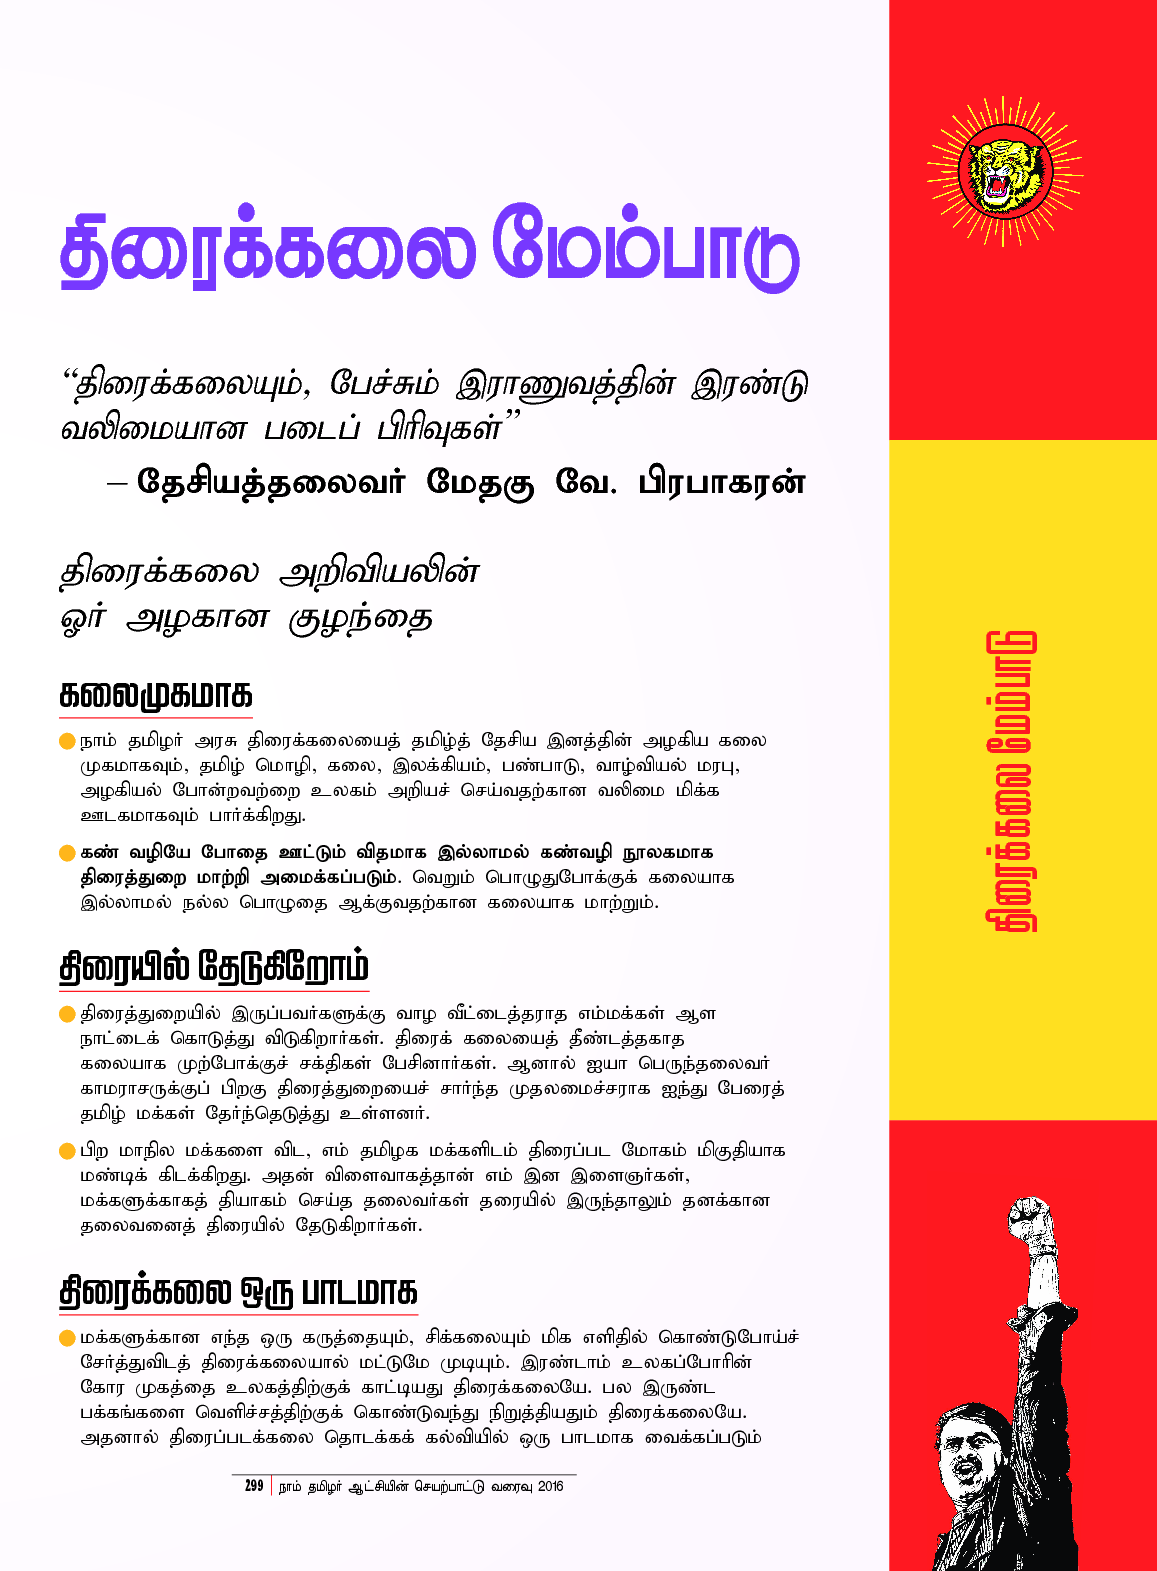 திரைக்கலை மேம்பாடு
“திரைக்கலையும், பேச்சும் இராணுவத்தின் இரண்டு
வலிமையான படைப் பிரிவுகள்”
– தேசியத்தலைவர் மேதகு வே. பிரபாகரன்
திரைக்கலை அறிவியலின்
ஓர் அழகான குழந்தை
கலைமுகமாக
நாம் தமிழர் அரசு திரைக்கலையைத் தமிழ்த் தேசிய இனத்தின் அழகிய கலை
முகமாகவும், தமிழ் மொழி, கலை, இலக்கியம், பண்பாடு, வாழ்வியல் மரபு,
அழகியல் போன்றவற்றை உலகம் அறியச் செய்வதற்கான வலிமை மிக்க
ஊடகமாகவும் பார்க்கிறது.
கண் வழியே போதை ஊட்டும் விதமாக இல்லாமல் கண்வழி நூலகமாக
திரைத்துறை மாற்றி அமைக்கப்படும். வெறும் பொழுதுபோக்குக் கலையாக
இல்லாமல் நல்ல பொழுதை ஆக்குவதற்கான கலையாக மாற்றும்.
திரையில் தேடுகிறோம்
திரைத்துறையில் இருப்பவர்களுக்கு வாழ வீட்டைத்தராத எம்மக்கள் ஆள
நாட்டைக் கொடுத்து விடுகிறார்கள். திரைக் கலையைத் தீண்டத்தகாத
கலையாக முற்போக்குச் சக்திகள் பேசினார்கள். ஆனால் ஐயா பெருந்தலைவர்
காமராசருக்குப் பிறகு திரைத்துறையைச் சார்ந்த முதலமைச்சராக ஐந்து பேரைத்
தமிழ் மக்கள் தேர்ந்தெடுத்து உள்ளனர்.
பிற மாநில மக்களை விட, எம் தமிழக மக்களிடம் திரைப்பட மோகம் மிகுதியாக
மண்டிக் கிடக்கிறது. அதன் விளைவாகத்தான் எம் இன இளைஞர்கள்,
மக்களுக்காகத் தியாகம் செய்த தலைவர்கள் தரையில் இருந்தாலும் தனக்கான
தலைவனைத் திரையில் தேடுகிறார்கள்.
திரைக்கலை ஒரு பாடமாக
மக்களுக்கான எந்த ஒரு கருத்தையும், சிக்கலையும் மிக எளிதில் கொண்டுபோய்ச்
சேர்த்துவிடத் திரைக்கலையால் மட்டுமே முடியும். இரண்டாம் உலகப்போரின்
கோர முகத்தை உலகத்திற்குக் காட்டியது திரைக்கலையே. பல இருண்ட
பக்கங்களை வெளிச்சத்திற்குக் கொண்டுவந்து நிறுத்தியதும் திரைக்கலையே.
அதனால் திரைப்படக்கலை தொடக்கக் கல்வியில் ஒரு பாடமாக வைக்கப்படும்
299 நாம் தமிழர் ஆட்சியின் செயற்பாட்டு வரைவு 2016
திரைக்கலை மேம்பாடு